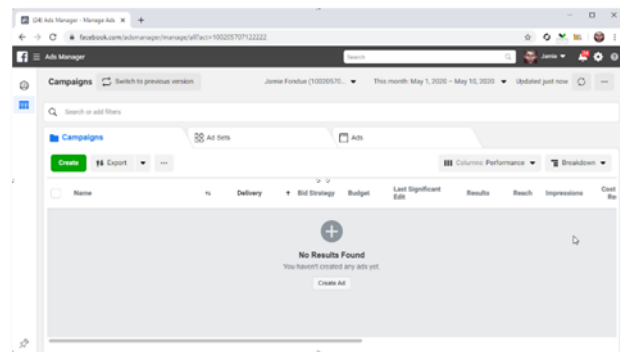 (24) Ads Manager - Manage Ads
facebook.com/adsmanager/manage/all?act=100205707122222
Ads Manager
Search
Jamie
Campaigns
Switch to previous version
Jamie Fondue (10020570...
This month: May 1, 2020 – May 10, 2020
Updated just now
Search or add filters
Campaigns
Ad Sets
Ads
Create
Export
Columns: Performance
Breakdown
Name
Delivery
Bid Strategy
Budget
Last Significant
Edit
Results
Reach
Impressions
Cost
No Results Found
You haven't created any ads yet.
Create Ad